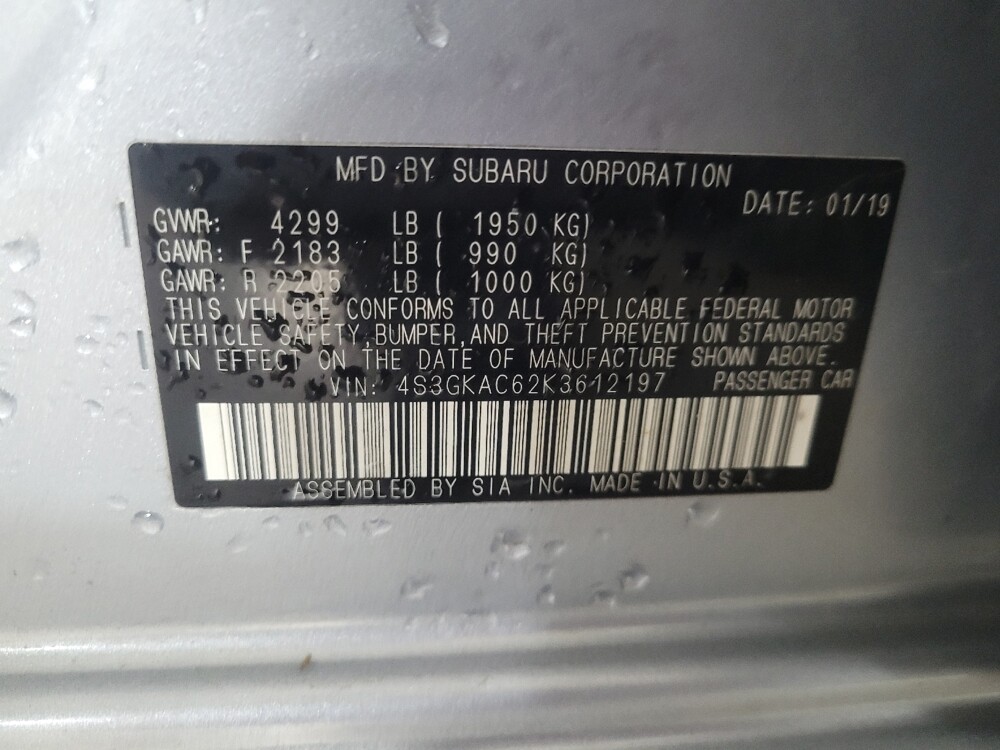 MFD BY SUBARU CORPORATION
DATE: 01/19
GVWR: 4299 LB ( 1950 KG)
GAWR: F 2183 LB ( 990 KG)
GAWR: R 2205 LB ( 1000 KG)
THIS VEHICLE CONFORMS TO ALL APPLICABLE FEDERAL MOTOR
VEHICLE SAFETY, BUMPER, AND THEFT PREVENTION STANDARDS
IN EFFECT ON THE DATE OF MANUFACTURE SHOWN ABOVE.
VIN: 4S3GKAC62K3612197 PASSENGER CAR
ASSEMBLED BY SIA INC. MADE IN U.S.A.